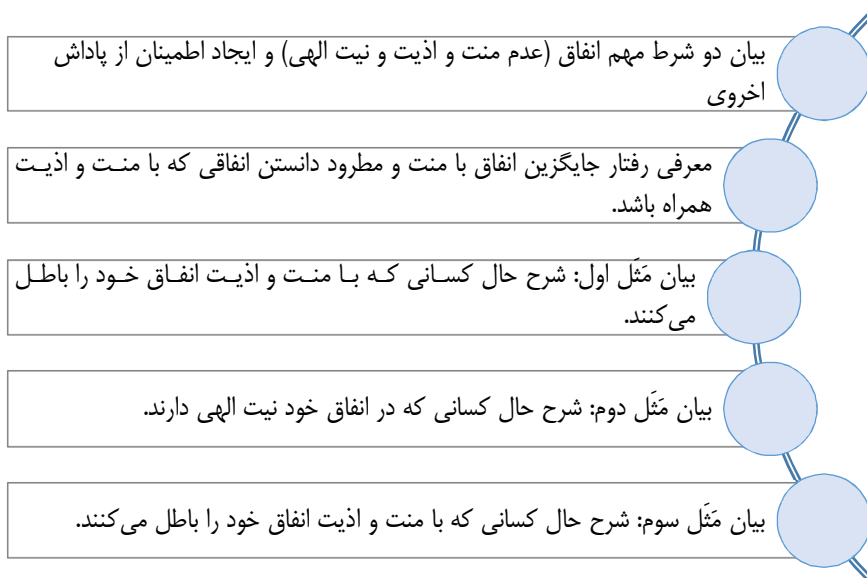 بیان دو شرط مهم انفاق (عدم منت و اذیت و نیت الهی) و ایجاد اطمینان از پاداش
اخروی
معرفی رفتار جایگزین انفاق با منت و مطرود دانستن انفاقی که با منت و اذیت
همراه باشد.
بیان مَثَل اول: شرح حال کسانی که با منت و اذیت انفاق خود را باطل
می‌کنند.
بیان مَثَل دوم: شرح حال کسانی که در انفاق خود نیت الهی دارند.
بیان مَثَل سوم: شرح حال کسانی که با منت و اذیت انفاق خود را باطل می‌کنند.